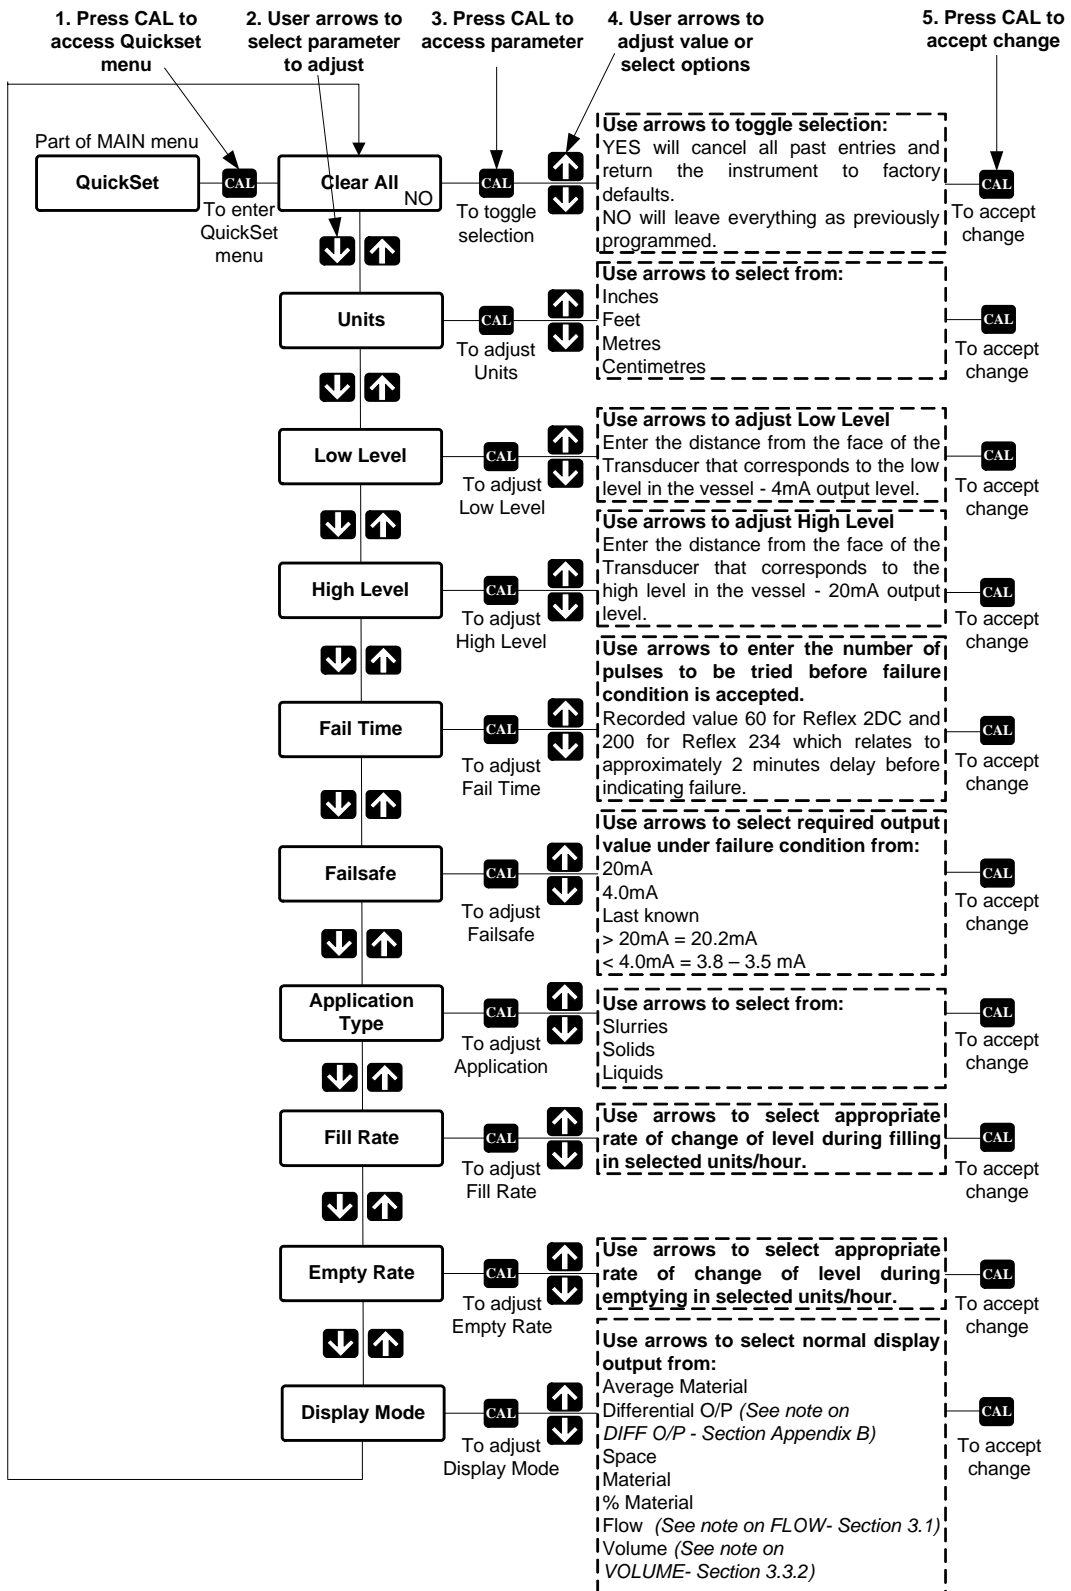 1. Press CAL to
access Quickset
menu
2. User arrows to
select parameter
to adjust
3. Press CAL to
access parameter
4. User arrows to
adjust value or
select options
5. Press CAL to
accept change
Part of MAIN menu
QuickSet
CAL
To enter
QuickSet
menu
Clear All
NO
CAL
To toggle
selection
Use arrows to toggle selection:
YES will cancel all past entries and
return the instrument to factory
defaults.
NO will leave everything as previously
programmed.
CAL
To accept
change
Units
CAL
To adjust
Units
Use arrows to select from:
Inches
Feet
Metres
Centimetres
CAL
To accept
change
Low Level
CAL
To adjust
Low Level
Use arrows to adjust Low Level
Enter the distance from the face of the
Transducer that corresponds to the low
level in the vessel - 4mA output level.
CAL
To accept
change
High Level
CAL
To adjust
High Level
Use arrows to adjust High Level
Enter the distance from the face of the
Transducer that corresponds to the
high level in the vessel - 20mA output
level.
CAL
To accept
change
Fail Time
CAL
To adjust
Fail Time
Use arrows to enter the number of
pulses to be tried before failure
condition is accepted.
Recorded value 60 for Reflex 2DC and
200 for Reflex 234 which relates to
approximately 2 minutes delay before
indicating failure.
CAL
To accept
change
Failsafe
CAL
To adjust
Failsafe
Use arrows to select required output
value under failure condition from:
20mA
4.0mA
Last known
> 20mA = 20.2mA
< 4.0mA = 3.8 – 3.5 mA
CAL
To accept
change
Application
Type
CAL
To adjust
Application
Use arrows to select from:
Slurries
Solids
Liquids
CAL
To accept
change
Fill Rate
CAL
To adjust
Fill Rate
Use arrows to select appropriate
rate of change of level during filling
in selected units/hour.
CAL
To accept
change
Empty Rate
CAL
To adjust
Empty Rate
Use arrows to select appropriate
rate of change of level during
emptying in selected units/hour.
CAL
To accept
change
Display Mode
CAL
To adjust
Display Mode
Use arrows to select normal display
output from:
Average Material
Differential O/P (See note on
DIFF O/P - Section Appendix B)
Space
Material
% Material
Flow (See note on FLOW- Section 3.1)
Volume (See note on
VOLUME- Section 3.3.2)
CAL
To accept
change